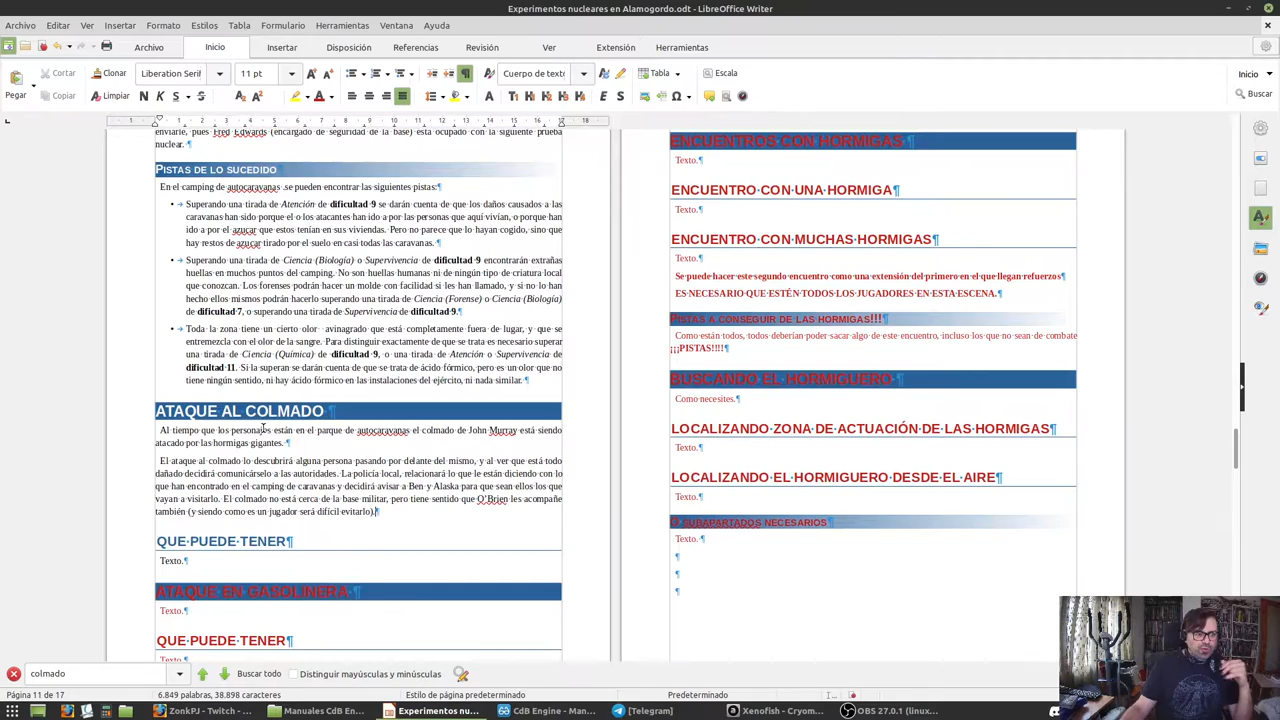 Experimentos nucleares en Alamogordo.odt - LibreOffice Writer
Archivo Editar Ver Insertar Formato Estilos Tabla Formulario Herramientas Ventana Ayuda
Archivo Inicio Insertar Disposición Referencias Revisión Ver Extensión Herramientas
Cortar Clonar Liberation Serif 11 pt Cuerpo de texto Tabla Escala Inicio
Pegar Copiar Limpiar Buscar
enviarle, pues Fred Edwards (encargado de seguridad de la base) está ocupado con la siguiente prueba
nuclear. ¶
PISTAS DE LO SUCEDIDO
En el camping de autocaravanas .se pueden encontrar las siguientes pistas:¶
• Superando una tirada de Atención de dificultad 9 se darán cuenta de que los daños causados a las
caravanas han sido porque el o los atacantes han ido a por las personas que aquí vivían, o porque han
ido a por el azucar que estos tenían en sus viviendas. Pero no parece que lo hayan cogido, sino que
hay restos de azucar tirado por el suelo en casi todas las caravanas. ¶
• Superando una tirada de Ciencia (Biología) o Supervivencia de dificultad 9 encontrarán extrañas
huellas en muchos puntos del camping. No son huellas humanas ni de ningún tipo de criatura local
que conozcan. Los forenses podrán hacer un molde con facilidad si les han llamado, y si no lo han
hecho ellos mismos podrán hacerlo superando una tirada de Ciencia (Forense) o Ciencia (Biología)
de dificultad 7, o superando una tirada de Supervivencia de dificultad 9.¶
• Toda la zona tiene un cierto olor avinagrado que está completamente fuera de lugar, y que se
entremezcla con el olor de la sangre. Para distinguir exactamente de que se trata es necesario superar
una tirada de Ciencia (Química) de dificultad 9, o una tirada de Atención o Supervivencia de
dificultad 11. Si la superan se darán cuenta de que se trata de ácido fórmico, pero es un olor que no
tiene ningún sentido, ni hay ácido fórmico en las instalaciones del ejército, ni nada similar. ¶
ATAQUE AL COLMADO ¶
Al tiempo que los personajes están en el parque de autocaravanas el colmado de John Murray está siendo
atacado por las hormigas gigantes. ¶
El ataque al colmado lo descubrirá alguna persona pasando por delante del mismo, y al ver que está todo
dañado decidirá comunicárselo a las autoridades. La policía local, relacionará lo que le están diciendo con lo
que han encontrado en el camping de caravanas y decidirá avisar a Ben y Alaska para que sean ellos los que
vayan a visitarlo. El colmado no está cerca de la base militar, pero tiene sentido que O'Brien les acompañe
también (y siendo como es un jugador será difícil evitarlo).¶
QUE·PUEDE·TENER¶
Texto.¶
ATAQUE EN GASOLINERA ¶
Texto.¶
QUE·PUEDE·TENER¶
Texto.¶
ENCUENTROS CON HORMIGAS ¶
Texto.¶
ENCUENTRO·CON·UNA·HORMIGA¶
Texto.¶
ENCUENTRO·CON·MUCHAS·HORMIGAS¶
Texto.¶
Se puede hacer este segundo encuentro como una extensión del primero en el que llegan refuerzos¶
ES NECESARIO QUE ESTÉN TODOS LOS JUGADORES EN ESTA ESCENA.¶
PISTAS A CONSEGUIR DE LAS HORMIGAS!!!¶
Como están todos, todos deberían poder sacar algo de este encuentro, incluso los que no sean de combate
¡¡¡PISTAS!!!!¶
BUSCANDO EL HORMIGUERO ¶
Como necesites.¶
LOCALIZANDO·ZONA·DE·ACTUACIÓN·DE·LAS·HORMIGAS¶
Texto.¶
LOCALIZANDO·EL·HORMIGUERO·DESDE·EL·AIRE¶
Texto.¶
O SUBAPARTADOS NECESARIOS¶
Texto. ¶
¶
¶
¶
colmado Buscar todo Distinguir mayúsculas y minúsculas
Página 11 de 17 6.849 palabras, 38.898 caracteres Estilo de página predeterminado Predeterminado
ZonkPJ - Twitch - ... Manuales CdB En... Experimentos nu... CdB Engine - Man... [Telegram] Xenofish – Cryom... OBS 27.0.1 (linux...